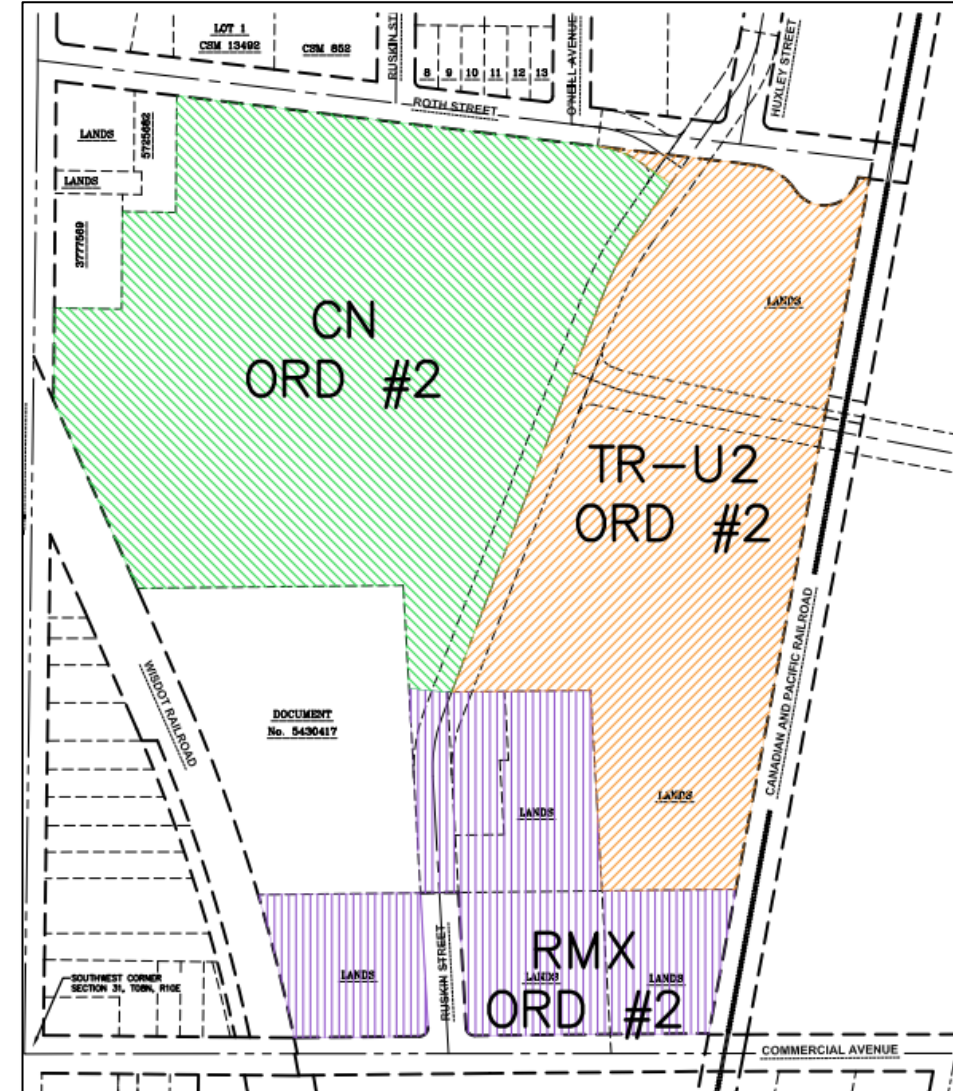 LOT 1
CSM 13492
CSM 852
RUSKIN ST
8
9
10
11
12
13
O'NEILL AVENUE
HUXLEY STREET
ROTH STREET
LANDS
5725682
LANDS
3777569
CN
ORD #2
LANDS
TR-U2
ORD #2
WISDOT RAILROAD
DOCUMENT
No. 5430417
CANADIAN AND PACIFIC RAILROAD
LANDS
LANDS
RUSKIN STREET
RMX
ORD #2
LANDS
LANDS
LANDS
SOUTHWEST CORNER
SECTION 31, T08N, R10E
COMMERCIAL AVENUE